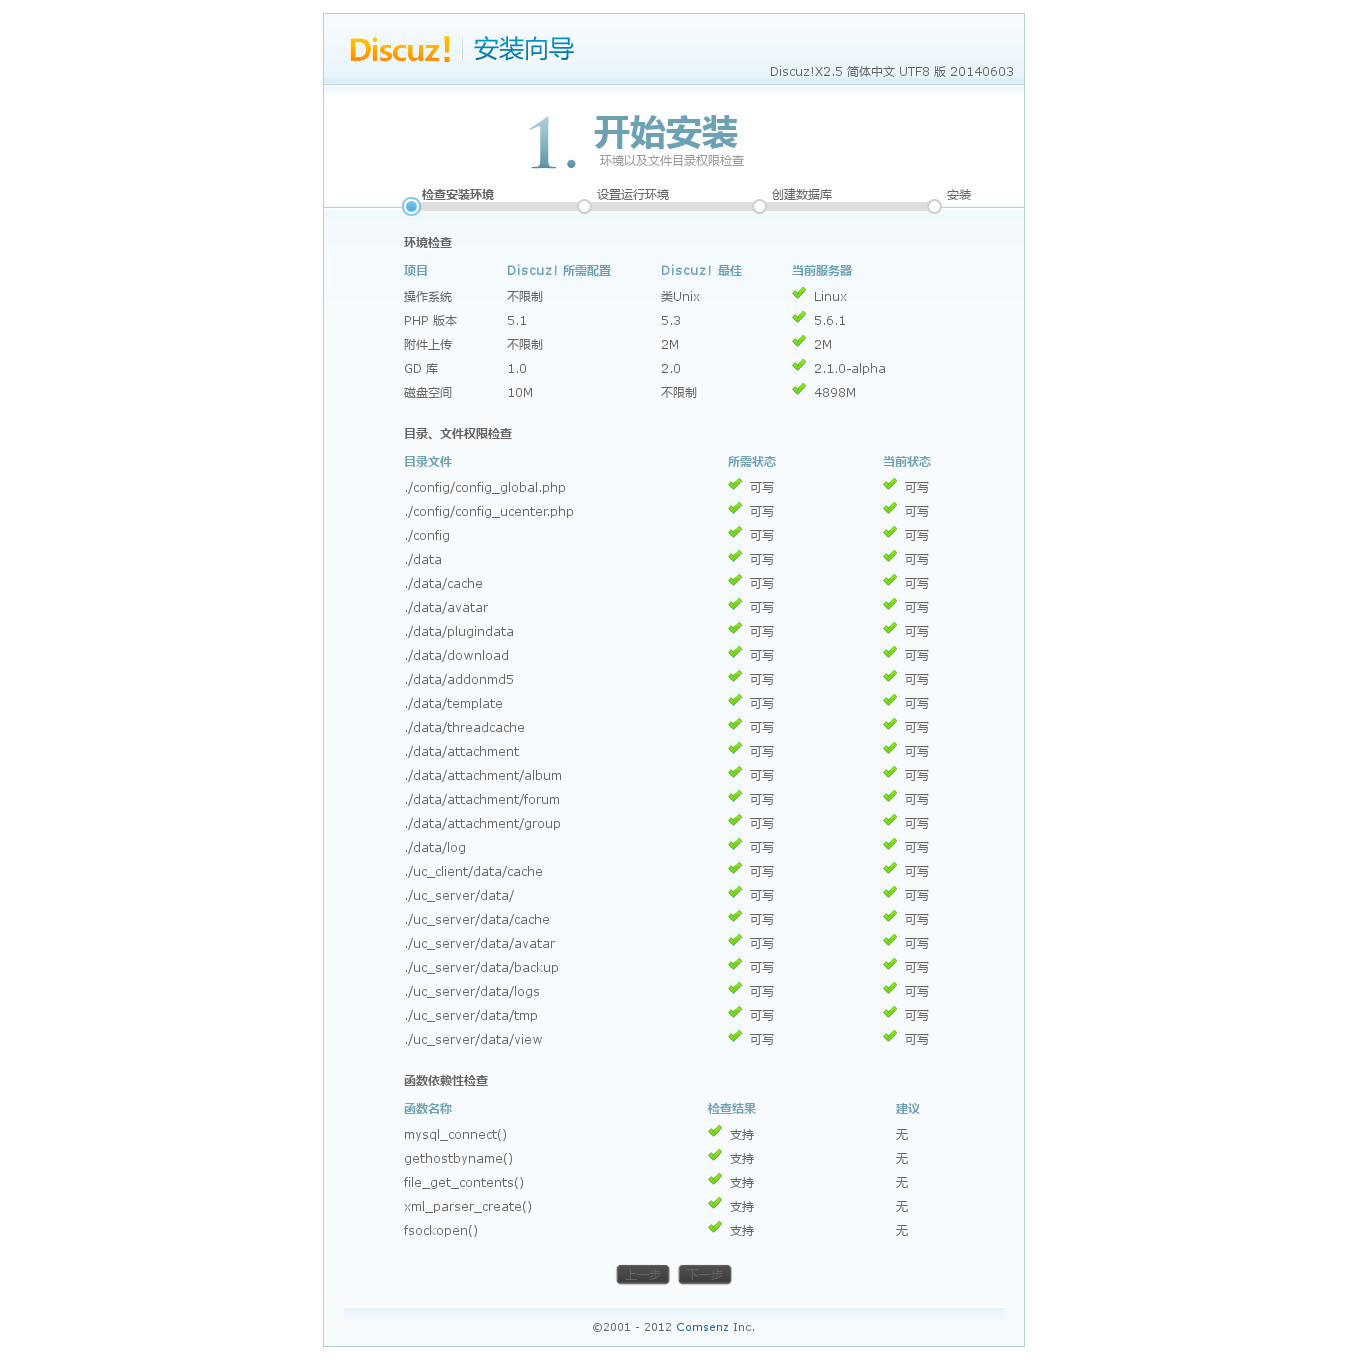 Discuz! 安装向导
Discuz!X2.5 简体中文 UTF8 版 20140603
1. 开始安装
环境以及文件目录权限检查
检查安装环境 设置运行环境 创建数据库 安装
环境检查
项目 Discuz! 所需配置 Discuz! 最佳 当前服务器
操作系统 不限制 类Unix Linux
PHP 版本 5.1 5.3 5.6.1
附件上传 不限制 2M 2M
GD 库 1.0 2.0 2.1.0-alpha
磁盘空间 10M 不限制 4898M
目录、文件权限检查
目录文件 所需状态 当前状态
./config/config_global.php 可写 可写
./config/config_ucenter.php 可写 可写
./config 可写 可写
./data 可写 可写
./data/cache 可写 可写
./data/avatar 可写 可写
./data/plugindata 可写 可写
./data/download 可写 可写
./data/addonmd5 可写 可写
./data/template 可写 可写
./data/threadcache 可写 可写
./data/attachment 可写 可写
./data/attachment/album 可写 可写
./data/attachment/forum 可写 可写
./data/attachment/group 可写 可写
./data/log 可写 可写
./uc_client/data/cache 可写 可写
./uc_server/data/ 可写 可写
./uc_server/data/cache 可写 可写
./uc_server/data/avatar 可写 可写
./uc_server/data/backup 可写 可写
./uc_server/data/logs 可写 可写
./uc_server/data/tmp 可写 可写
./uc_server/data/view 可写 可写
函数依赖性检查
函数名称 检查结果 建议
mysql_connect() 支持 无
gethostbyname() 支持 无
file_get_contents() 支持 无
xml_parser_create() 支持 无
fsockopen() 支持 无
上一步 下一步
©2001 - 2012 Comsenz Inc.